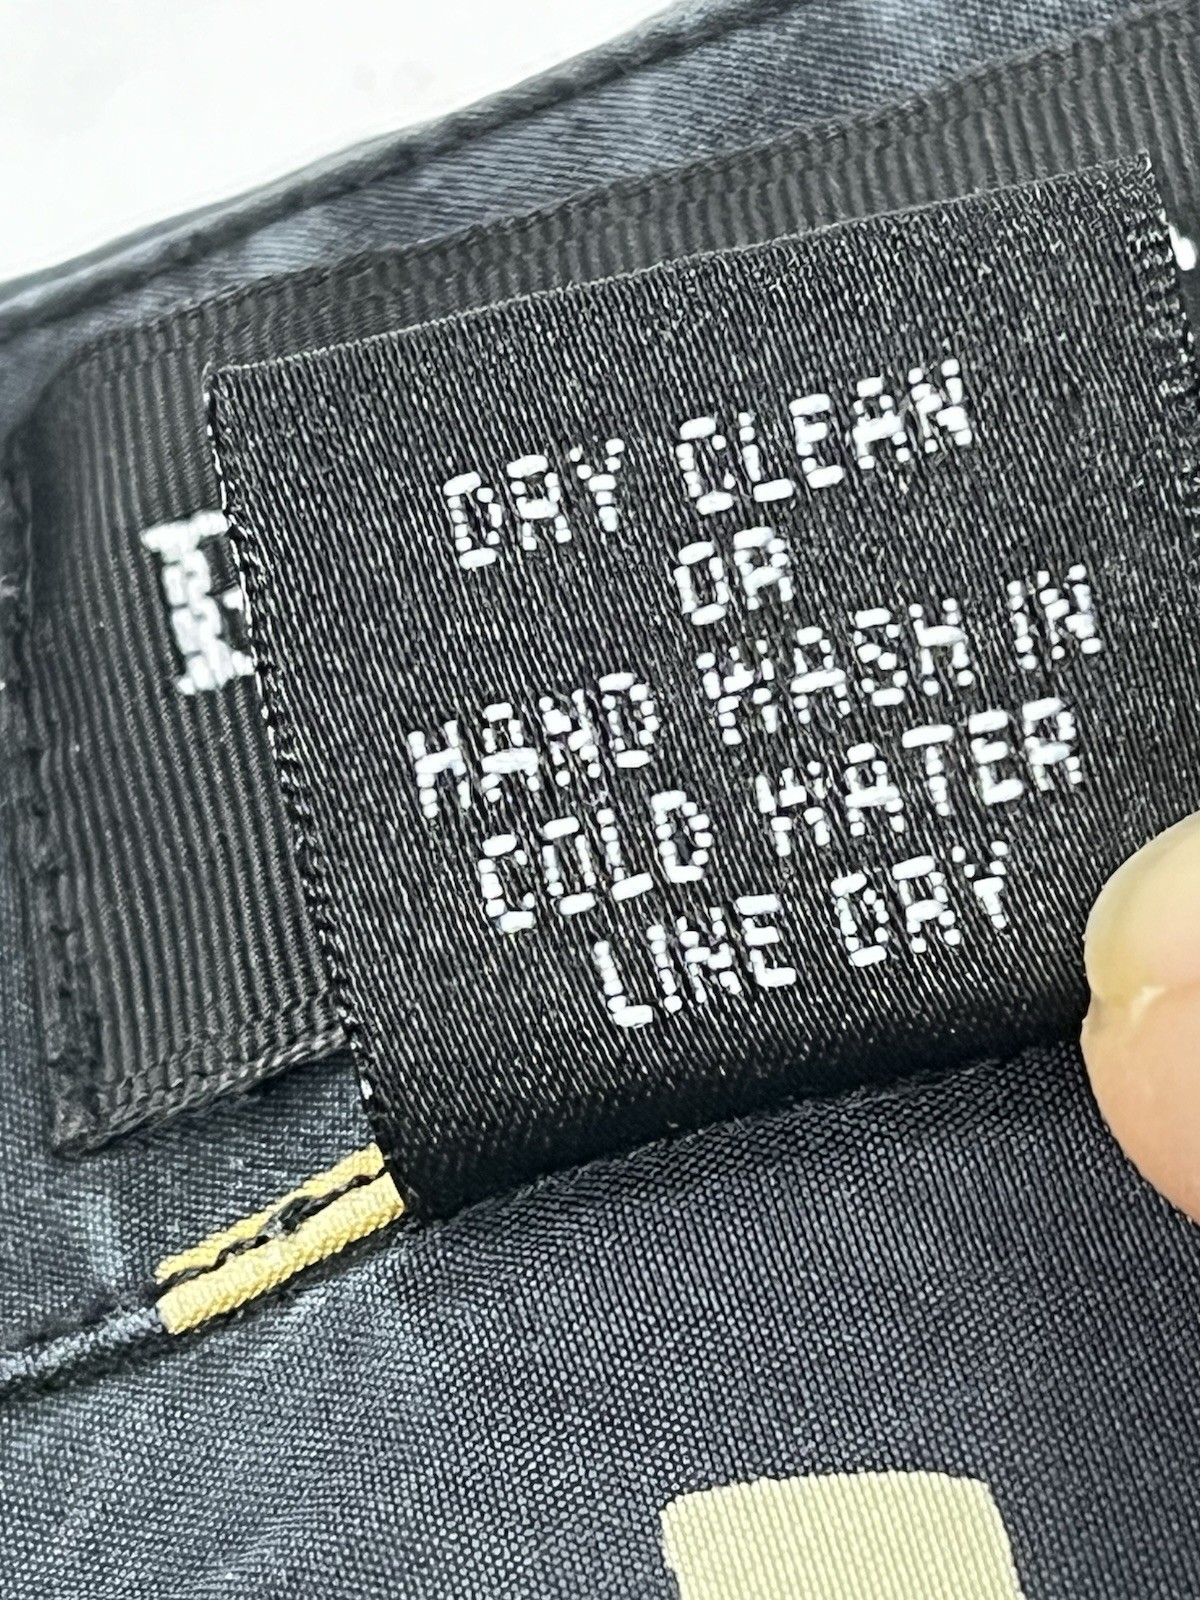 DRY CLEAN
OR
HAND WASH IN
COLD WATER
LINE DRY